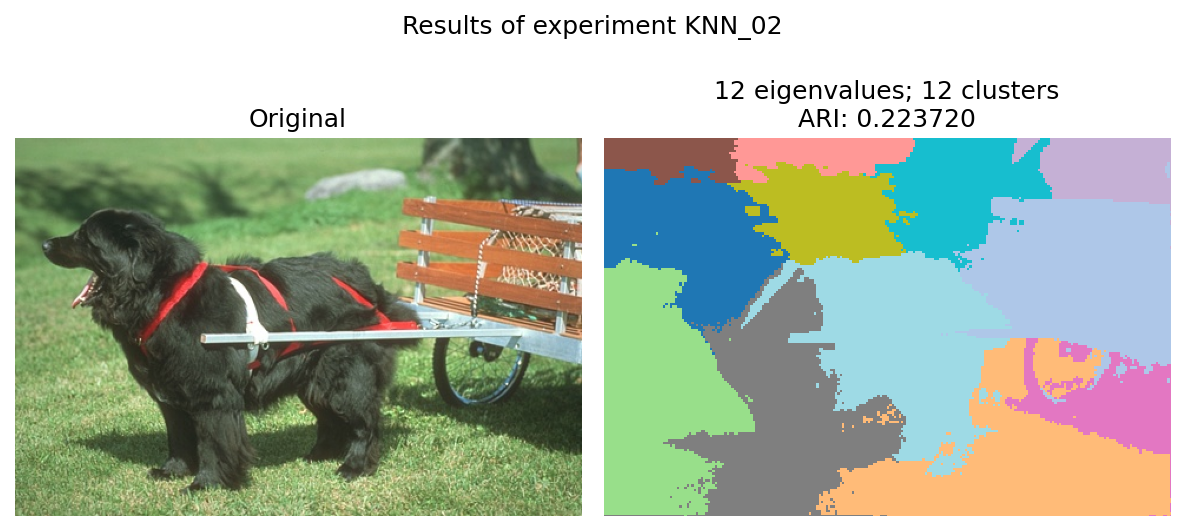 Results of experiment KNN_02
Original
12 eigenvalues; 12 clusters
ARI: 0.223720